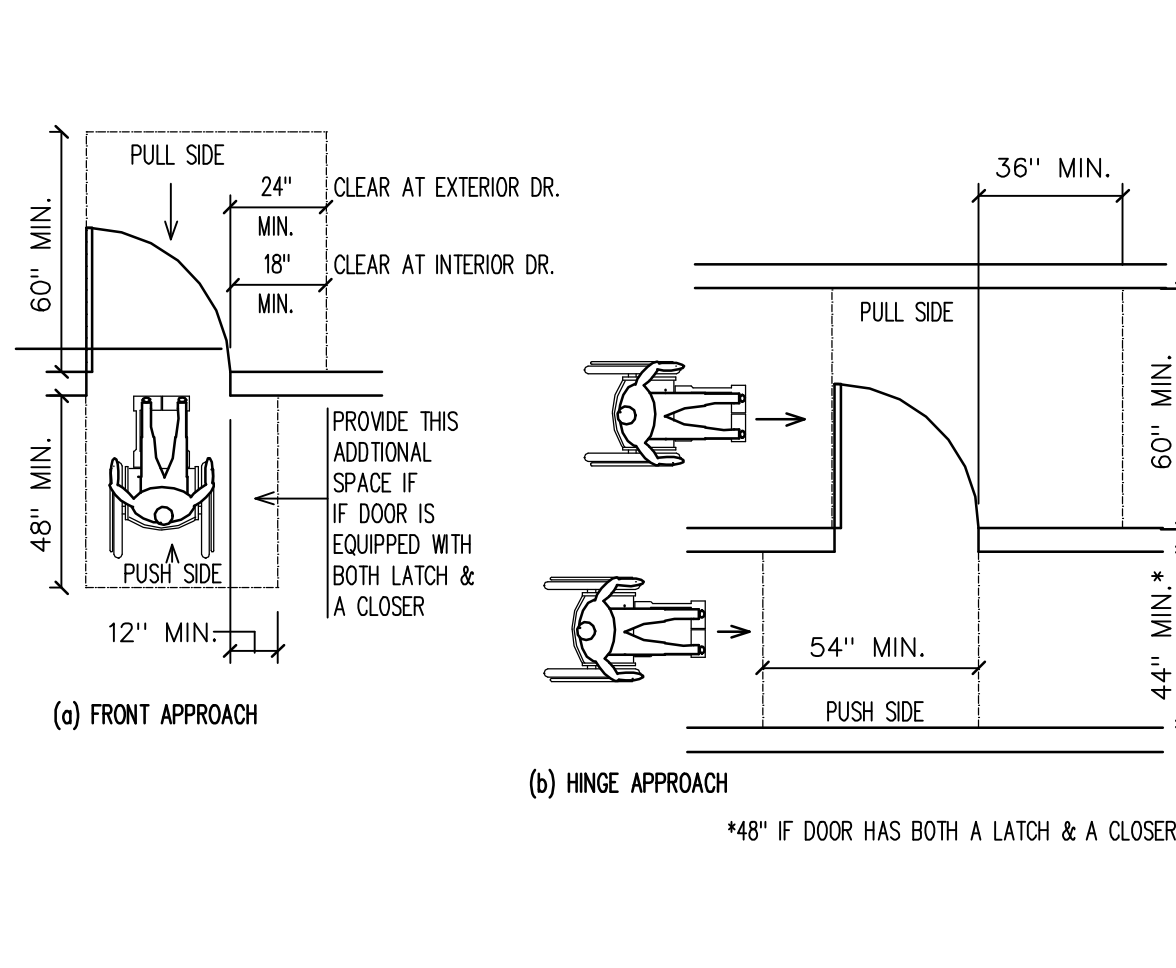 PULL SIDE
60" MIN.
24"
MIN.
CLEAR AT EXTERIOR DR.
18"
MIN.
CLEAR AT INTERIOR DR.
48" MIN.
PUSH SIDE
12" MIN.
PROVIDE THIS
ADDTIONAL
SPACE IF
IF DOOR IS
EQUIPPED WITH
BOTH LATCH &
A CLOSER
(a) FRONT APPROACH
36" MIN.
PULL SIDE
60" MIN.
54" MIN.
44" MIN.*
PUSH SIDE
(b) HINGE APPROACH
*48" IF DOOR HAS BOTH A LATCH & A CLOSER